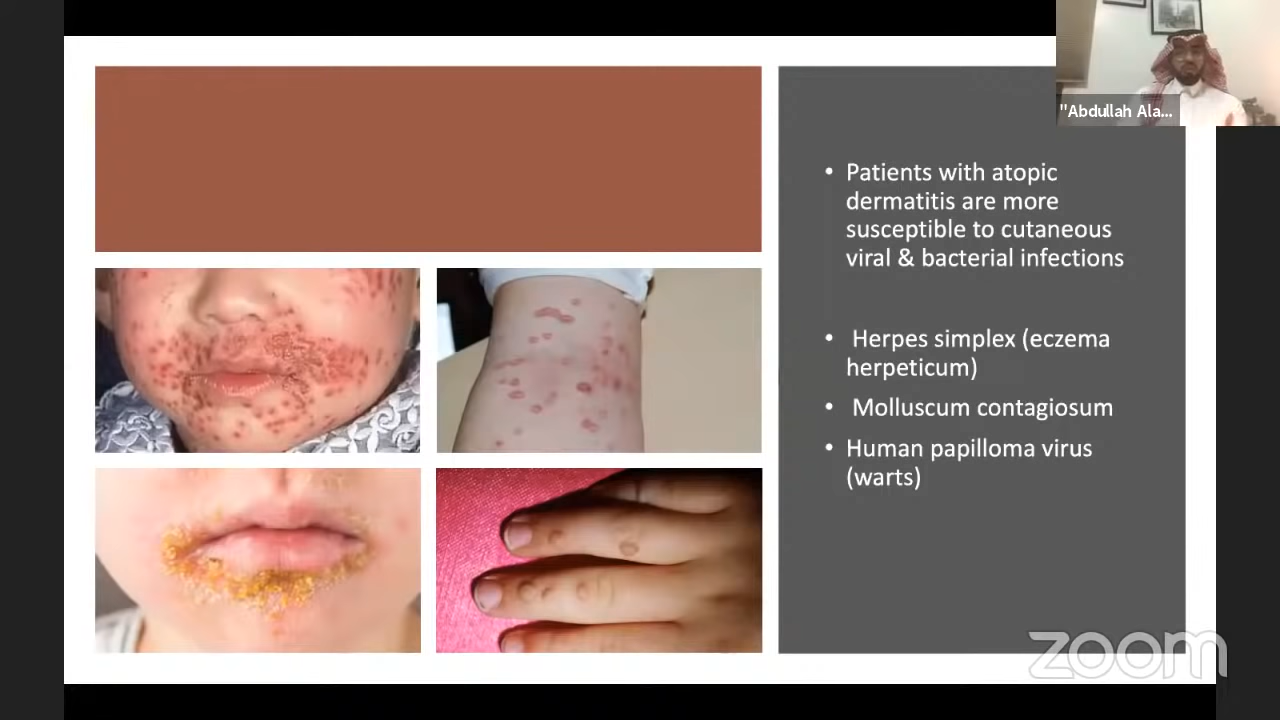 "Abdullah Ala...
• Patients with atopic
dermatitis are more
susceptible to cutaneous
viral & bacterial infections
• Herpes simplex (eczema
herpeticum)
• Molluscum contagiosum
• Human papilloma virus
(warts)
zoom